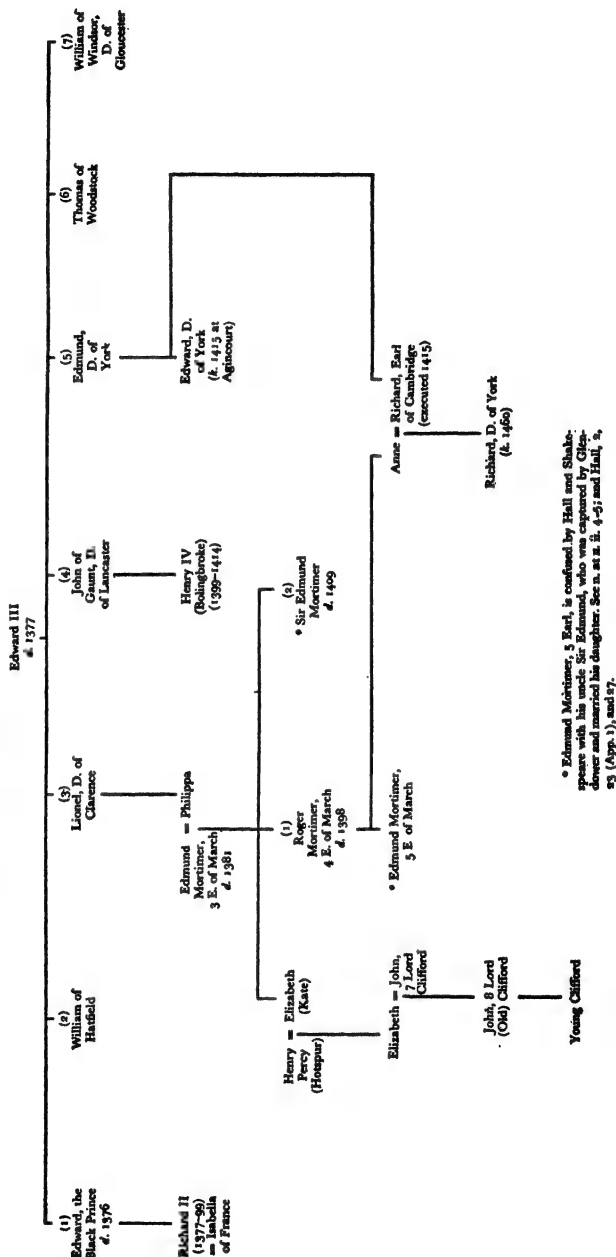 Edward III
d. 1377
(1)
Edward, the
Black Prince
d. 1376
(2)
William of
Hatfield
(3)
Lionel, D. of
Clarence
(4)
John of
Gaunt, D.
of Lancaster
(5)
Edmund,
D. of
York
(6)
Thomas of
Woodstock
(7)
William of
Windsor,
D. of
Gloucester
Richard II
(1377-99)
= Isabella
of France
Edmund = Philippa
Mortimer,
3 E. of March
d. 1381
Henry IV
(Bolingbroke)
(1399-1414)
Edward, D.
of York
(k. 1415 at
Agincourt)
Henry = Elizabeth
Percy (Kate)
(Hotspur)
(1)
Roger
Mortimer,
4 E. of March
d. 1398
(2)
* Sir Edmund
Mortimer
d. 1409
Elizabeth = John,
7 Lord
Clifford
* Edmund Mortimer,
5 E. of March
Anne = Richard, Earl
of Cambridge
(executed 1415)
John, 8 Lord
(Old) Clifford
Richard, D. of York
(k. 1460)
Young Clifford
* Edmund Mortimer, 5 Earl, is confused by Hall and Shake-
speare with his uncle Sir Edmund, who was captured by Glen-
dower and married his daughter. See n. at II. ii. 4-5; and Hall, 2,
23 (App. 1), and 27.